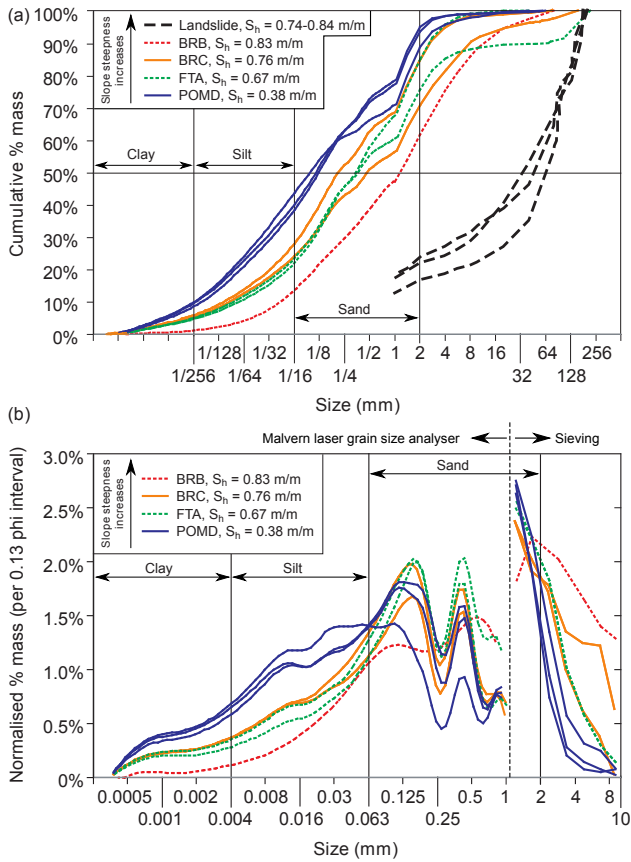 (a)
Slope steepness
increases
Landslide, Sh = 0.74-0.84 m/m
BRB, Sh = 0.83 m/m
BRC, Sh = 0.76 m/m
FTA, Sh = 0.67 m/m
POMD, Sh = 0.38 m/m
Cumulative % mass
100%
90%
80%
70%
60%
50%
40%
30%
20%
10%
0%
Clay
Silt
Sand
1/128 1/32 1/8 1/2 1 2 4 8 16 64 256
1/256 1/64 1/16 1/4 32 128
Size (mm)
(b)
Malvern laser grain size analyser
Sieving
Sand
Slope steepness
increases
BRB, Sh = 0.83 m/m
BRC, Sh = 0.76 m/m
FTA, Sh = 0.67 m/m
POMD, Sh = 0.38 m/m
Clay
Silt
Normalised % mass (per 0.13 phi interval)
3.0%
2.5%
2.0%
1.5%
1.0%
0.5%
0%
0.0005 0.002 0.008 0.03 0.125 0.5 1 2 4 8
0.001 0.004 0.016 0.063 0.25 10
Size (mm)